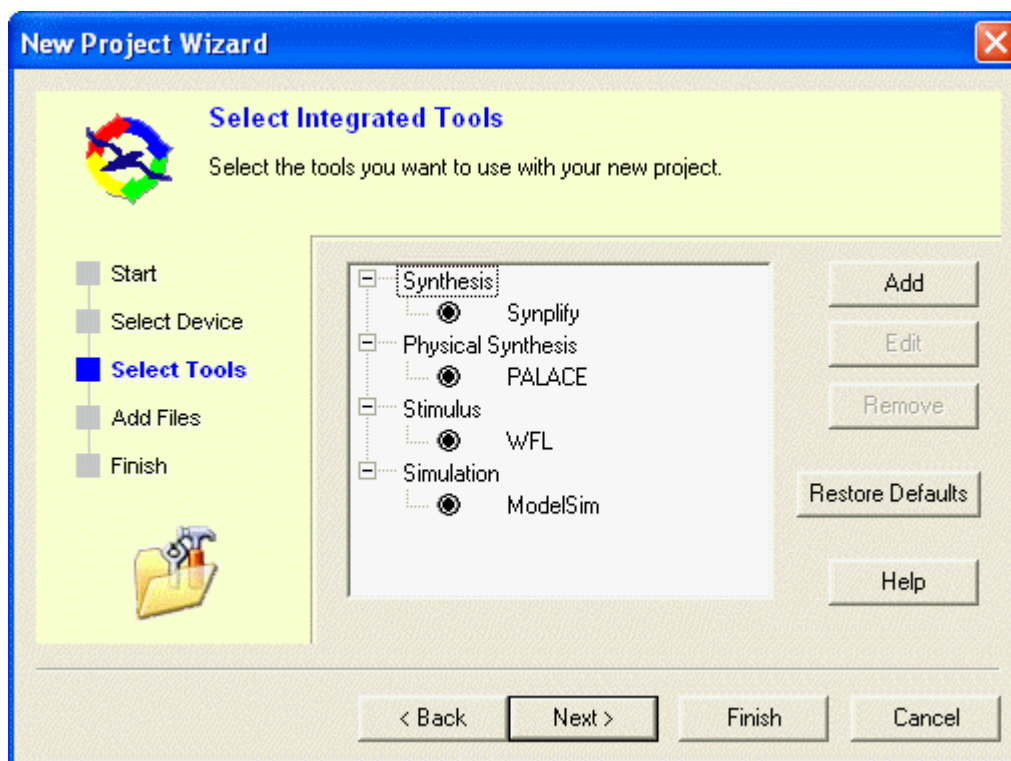 New Project Wizard
Select Integrated Tools
Select the tools you want to use with your new project.
Start
Select Device
Select Tools
Add Files
Finish
Synthesis
Synplify
Physical Synthesis
PALACE
Stimulus
WFL
Simulation
ModelSim
Add
Edit
Remove
Restore Defaults
Help
< Back
Next >
Finish
Cancel